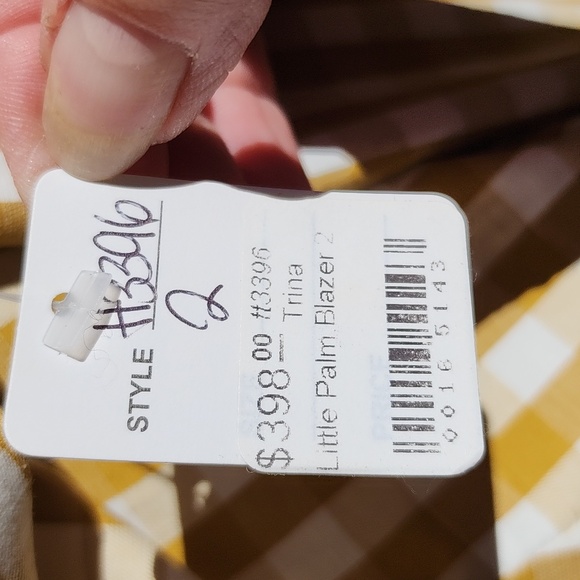 STYLE #3396
2
$398.00 #3396
Trina
Little Palm Blazer 2
0016 5143